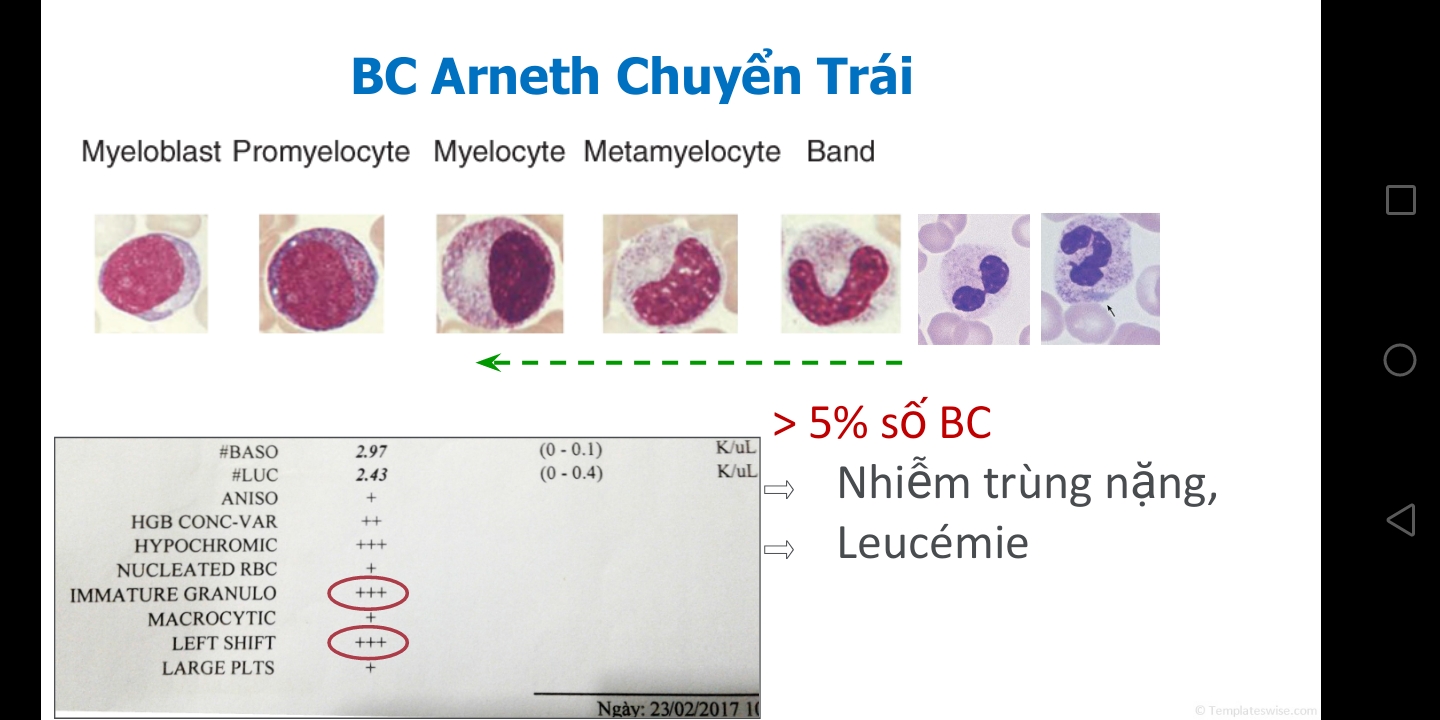 BC Arneth Chuyển Trái
Myeloblast Promyelocyte Myelocyte Metamyelocyte Band
> 5% số BC
⇨ Nhiễm trùng nặng,
⇨ Leucémie
#BASO 2.97 (0 - 0.1) K/uL
#LUC 2.43 (0 - 0.4) K/uL
ANISO +
HGB CONC-VAR ++
HYPOCHROMIC +++
NUCLEATED RBC +
IMMATURE GRANULO +++
MACROCYTIC +
LEFT SHIFT +++
LARGE PLTS +
Ngày: 23/02/2017
© Templateswise.com